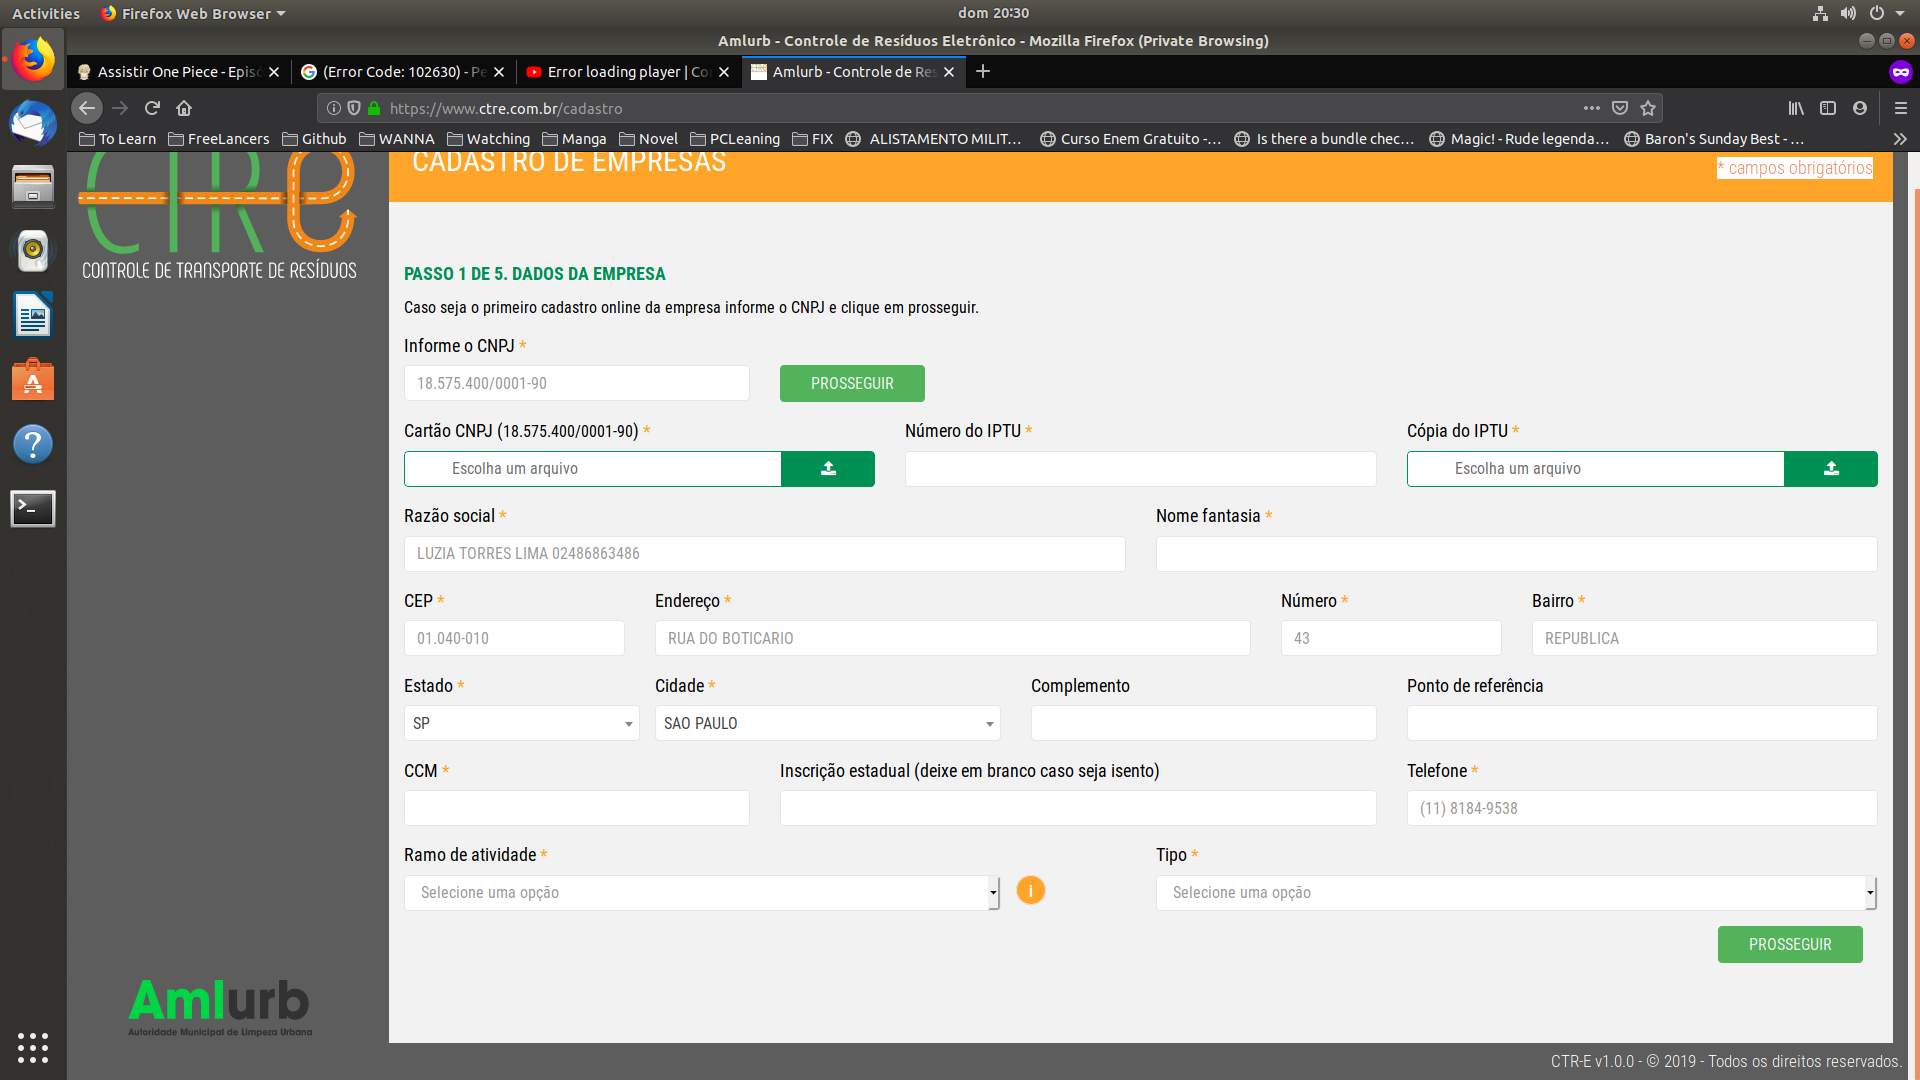 Activities
Firefox Web Browser
dom 20:30
Amlurb - Controle de Resíduos Eletrônico - Mozilla Firefox (Private Browsing)
Assistir One Piece - Episó
(Error Code: 102630) - Pe
Error loading player | Co
Amlurb - Controle de Res
https://www.ctre.com.br/cadastro
To Learn
FreeLancers
Github
WANNA
Watching
Manga
Novel
PCLeaning
FIX
ALISTAMENTO MILIT…
Curso Enem Gratuito -…
Is there a bundle chec…
Magic! - Rude legenda…
Baron's Sunday Best - …
CTRe
CONTROLE DE TRANSPORTE DE RESÍDUOS
CADASTRO DE EMPRESAS
* campos obrigatórios
PASSO 1 DE 5. DADOS DA EMPRESA
Caso seja o primeiro cadastro online da empresa informe o CNPJ e clique em prosseguir.
Informe o CNPJ *
18.575.400/0001-90
PROSSEGUIR
Cartão CNPJ (18.575.400/0001-90) *
Número do IPTU *
Cópia do IPTU *
Escolha um arquivo
Escolha um arquivo
Razão social *
Nome fantasia *
LUZIA TORRES LIMA 02486863486
CEP *
Endereço *
Número *
Bairro *
01.040-010
RUA DO BOTICARIO
43
REPUBLICA
Estado *
Cidade *
Complemento
Ponto de referência
SP
SAO PAULO
CCM *
Inscrição estadual (deixe em branco caso seja isento)
Telefone *
(11) 8184-9538
Ramo de atividade *
Tipo *
Selecione uma opção
i
Selecione uma opção
PROSSEGUIR
Amlurb
Autoridade Municipal de Limpeza Urbana
CTR-E v1.0.0 - © 2019 - Todos os direitos reservados.